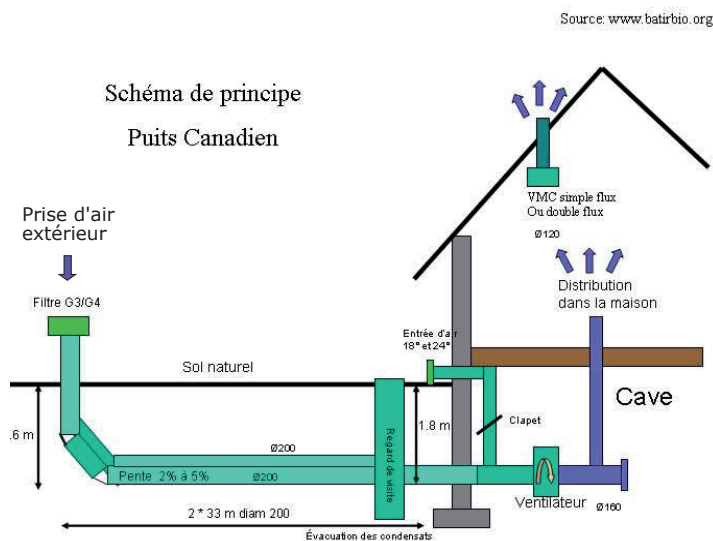 Source: www.batirbio.org
Schéma de principe
Puits Canadien
VMC simple flux
Ou double flux
Ø120
Prise d'air
extérieur
Filtre G3/G4
Distribution
dans la maison
Entrée d'air
18° et 24°
Sol naturel
Cave
.6 m
1.8 m
Clapet
Regard de visite
Ø200
Pente 2% à 5%
Ø200
Ventilateur
Ø160
2 * 33 m diam 200
Évacuation des condensats